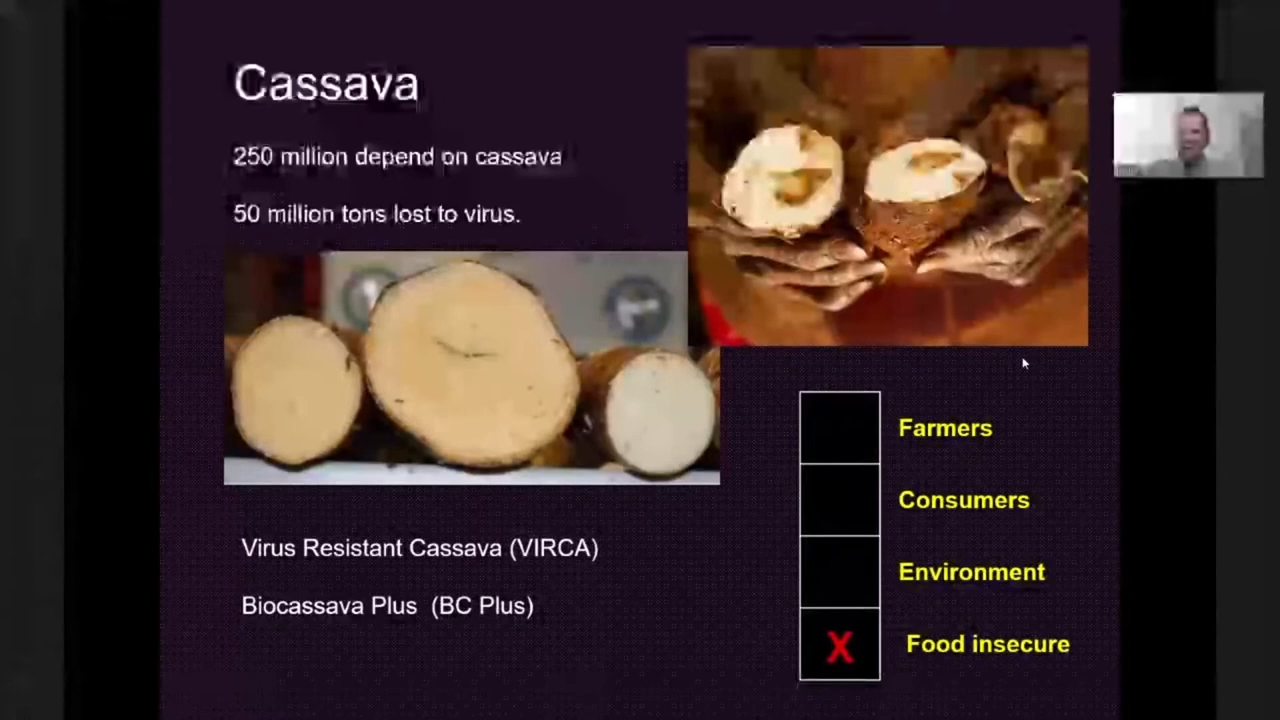 Cassava
250 million depend on cassava
50 million tons lost to virus.
Virus Resistant Cassava (VIRCA)
Biocassava Plus (BC Plus)
Farmers
Consumers
Environment
X Food insecure